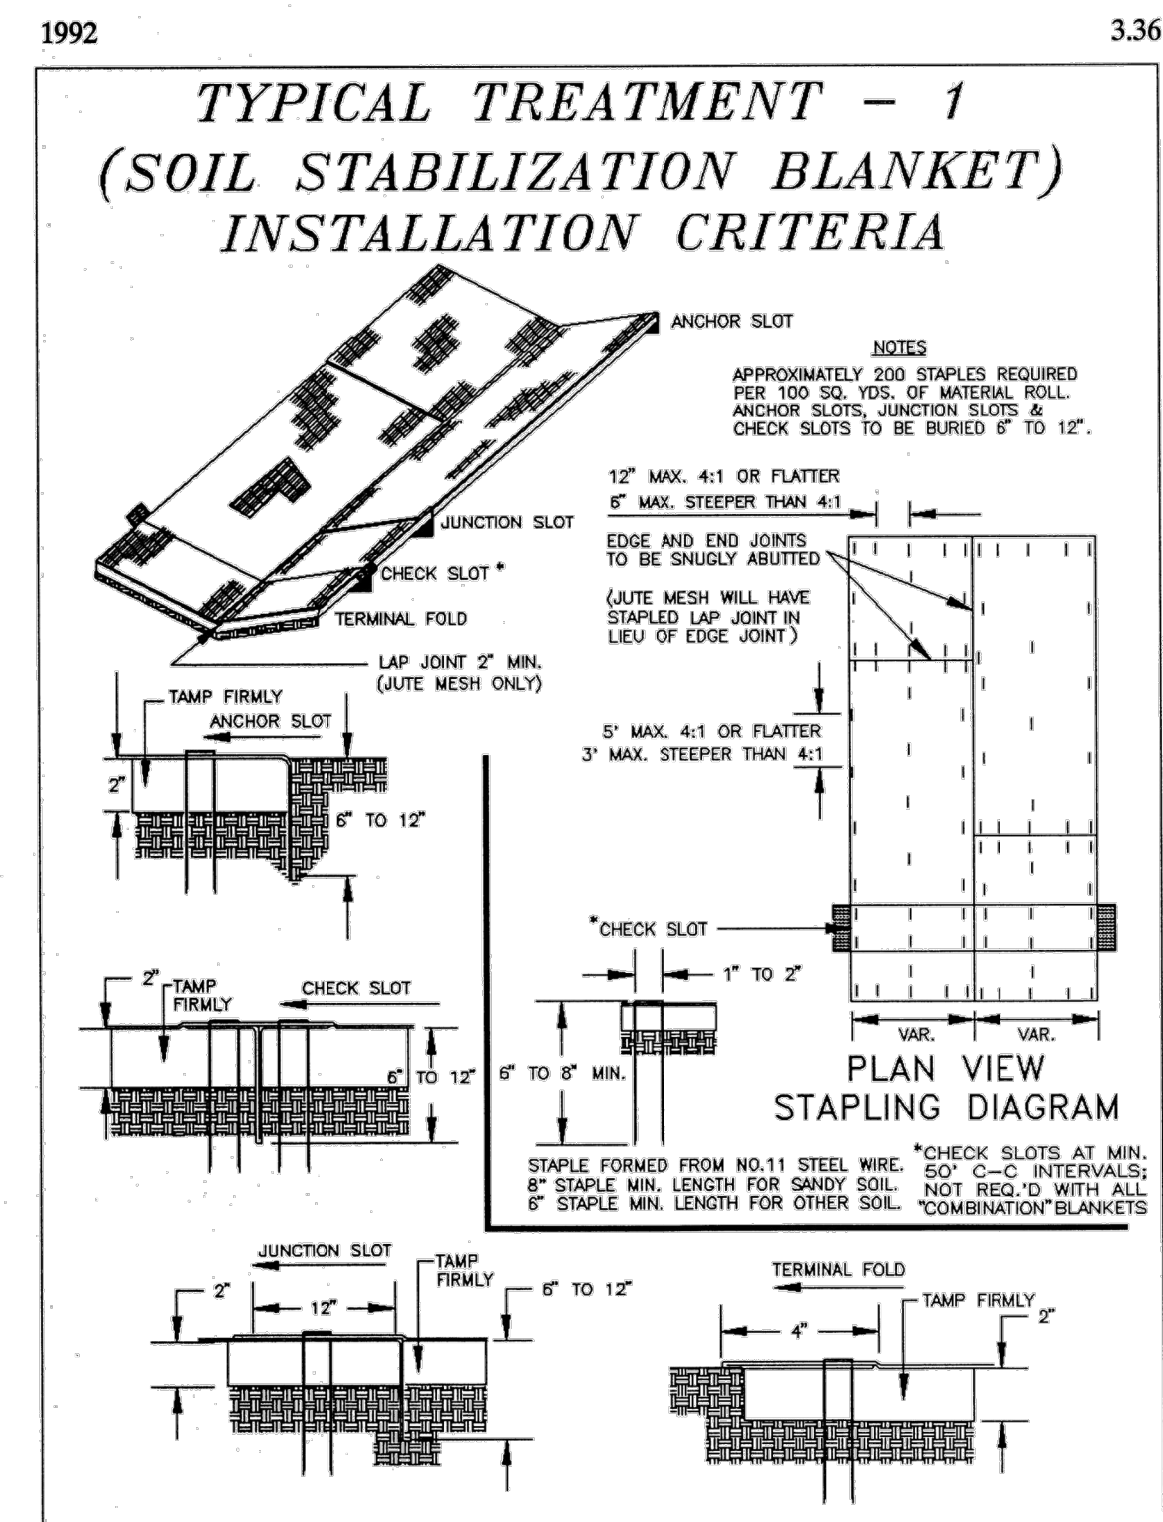 1992
3.36
TYPICAL TREATMENT - 1
(SOIL STABILIZATION BLANKET)
INSTALLATION CRITERIA
ANCHOR SLOT
NOTES
APPROXIMATELY 200 STAPLES REQUIRED
PER 100 SQ. YDS. OF MATERIAL ROLL.
ANCHOR SLOTS, JUNCTION SLOTS &
CHECK SLOTS TO BE BURIED 6" TO 12".
12" MAX. 4:1 OR FLATTER
6" MAX. STEEPER THAN 4:1
JUNCTION SLOT
EDGE AND END JOINTS
TO BE SNUGLY ABUTTED
CHECK SLOT *
(JUTE MESH WILL HAVE
STAPLED LAP JOINT IN
LIEU OF EDGE JOINT)
TERMINAL FOLD
LAP JOINT 2" MIN.
(JUTE MESH ONLY)
TAMP FIRMLY
ANCHOR SLOT
5' MAX. 4:1 OR FLATTER
3' MAX. STEEPER THAN 4:1
2"
6" TO 12"
*CHECK SLOT
2"
TAMP
FIRMLY
CHECK SLOT
1" TO 2"
VAR.
VAR.
6" TO 12"
6" TO 8" MIN.
PLAN VIEW
STAPLING DIAGRAM
STAPLE FORMED FROM NO.11 STEEL WIRE.
8" STAPLE MIN. LENGTH FOR SANDY SOIL.
6" STAPLE MIN. LENGTH FOR OTHER SOIL.
*CHECK SLOTS AT MIN.
50' C-C INTERVALS;
NOT REQ.'D WITH ALL
"COMBINATION" BLANKETS
JUNCTION SLOT
TAMP
FIRMLY
2"
12"
6" TO 12"
TERMINAL FOLD
TAMP FIRMLY
2"
4"